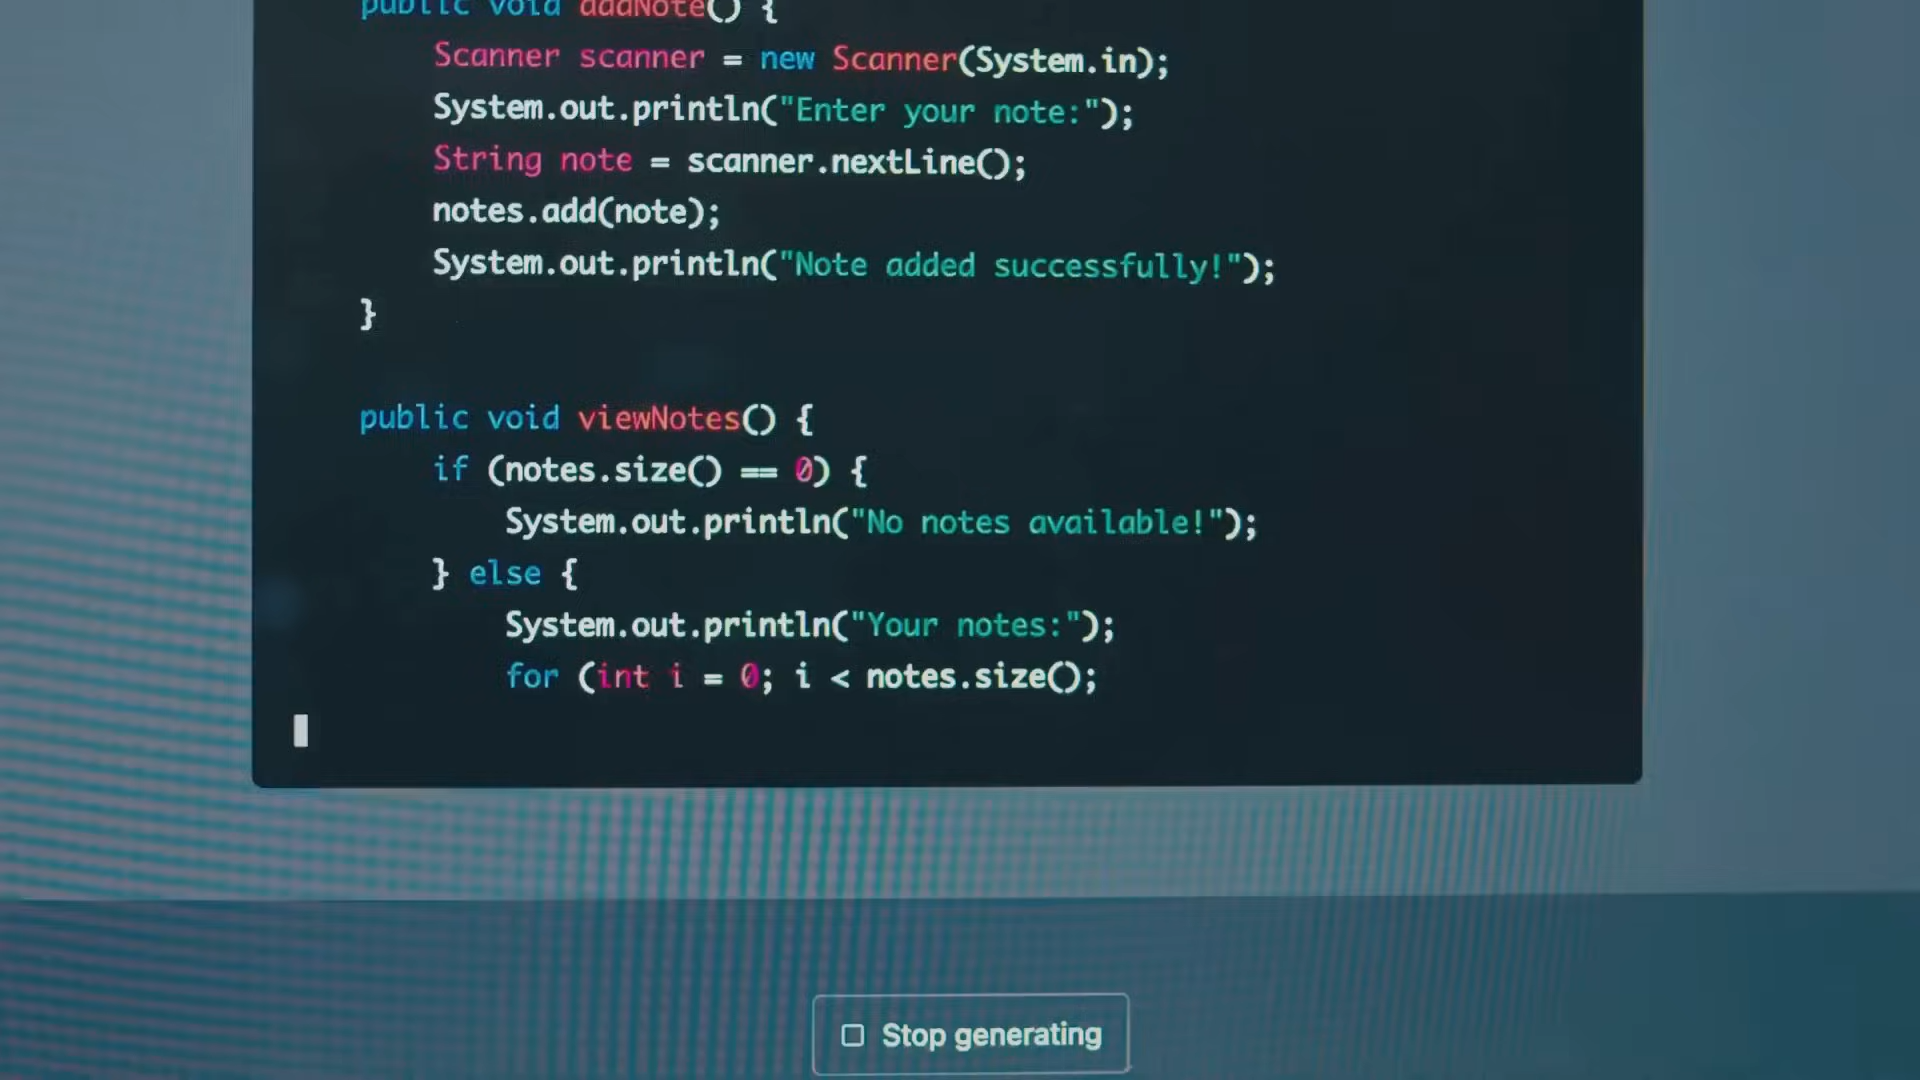 public void addNote() {
Scanner scanner = new Scanner(System.in);
System.out.println("Enter your note:");
String note = scanner.nextLine();
notes.add(note);
System.out.println("Note added successfully!");
}
public void viewNotes() {
if (notes.size() == 0) {
System.out.println("No notes available!");
} else {
System.out.println("Your notes:");
for (int i = 0; i < notes.size();
Stop generating